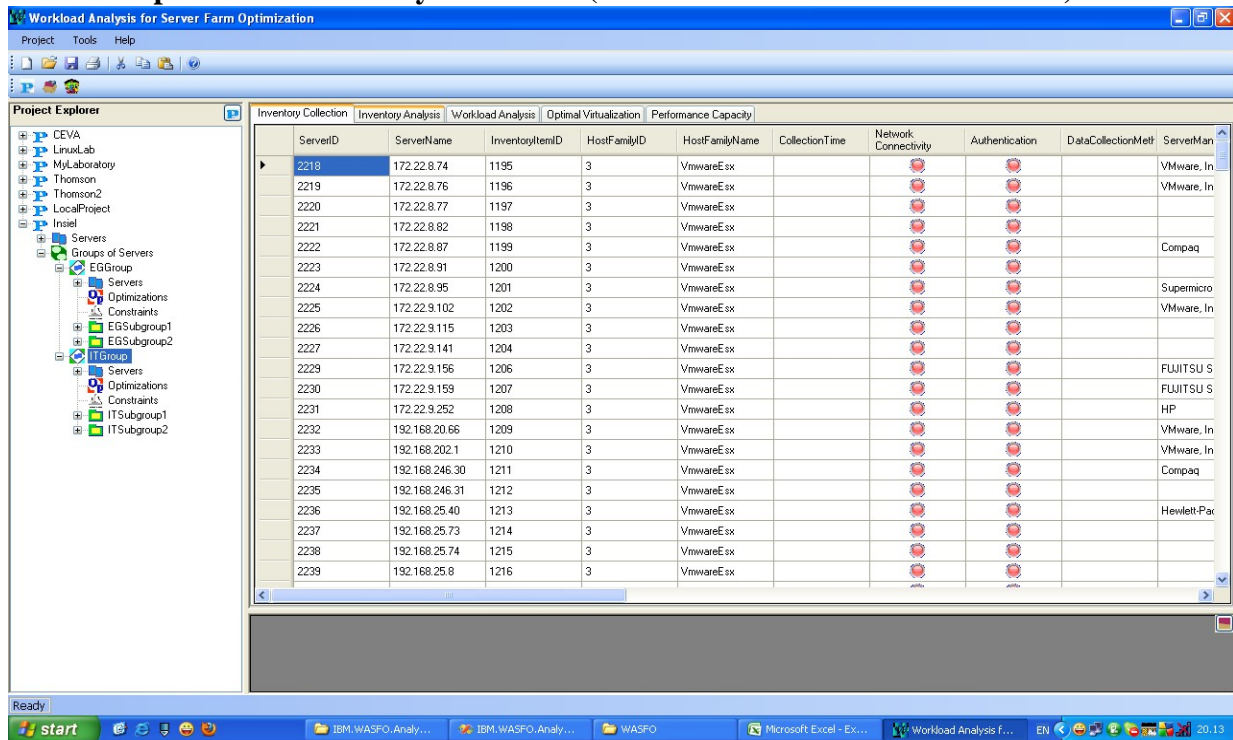 Workload Analysis for Server Farm Optimization
Project Tools Help
Project Explorer
CEVA
LinuxLab
MyLaboratory
Thomson
Thomson2
LocalProject
Insiel
Servers
Groups of Servers
EGGroup
Servers
Optimizations
Constraints
EGSubgroup1
EGSubgroup2
ITGroup
Servers
Optimizations
Constraints
ITSubgroup1
ITSubgroup2
Inventory Collection Inventory Analysis Workload Analysis Optimal Virtualization Performance Capacity
ServerID ServerName InventoryItemID HostFamilyID HostFamilyName CollectionTime Network Connectivity Authentication DataCollectionMeth ServerMan
2218 172.22.8.74 1195 3 VmwareEsx VMware, In
2219 172.22.8.76 1196 3 VmwareEsx VMware, In
2220 172.22.8.77 1197 3 VmwareEsx
2221 172.22.8.82 1198 3 VmwareEsx
2222 172.22.8.87 1199 3 VmwareEsx Compaq
2223 172.22.8.91 1200 3 VmwareEsx
2224 172.22.8.95 1201 3 VmwareEsx Supermicro
2225 172.22.9.102 1202 3 VmwareEsx VMware, In
2226 172.22.9.115 1203 3 VmwareEsx
2227 172.22.9.141 1204 3 VmwareEsx
2229 172.22.9.156 1206 3 VmwareEsx FUJITSU S
2230 172.22.9.159 1207 3 VmwareEsx FUJITSU S
2231 172.22.9.252 1208 3 VmwareEsx HP
2232 192.168.20.66 1209 3 VmwareEsx VMware, In
2233 192.168.202.1 1210 3 VmwareEsx VMware, In
2234 192.168.246.30 1211 3 VmwareEsx Compaq
2235 192.168.246.31 1212 3 VmwareEsx
2236 192.168.25.40 1213 3 VmwareEsx Hewlett-Pac
2237 192.168.25.73 1214 3 VmwareEsx
2238 192.168.25.74 1215 3 VmwareEsx
2239 192.168.25.8 1216 3 VmwareEsx
Ready
start IBM.WASFO.Analy... IBM.WASFO.Analy... WASFO Microsoft Excel - Ex... Workload Analysis f... EN 20.13